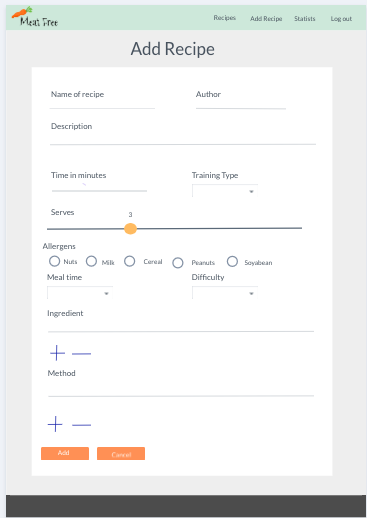 Meat Free
Recipes Add Recipe Statists Log out
Add Recipe
Name of recipe Author
Description
Time in minutes Training Type
Serves
3
Allergens
Nuts Milk Cereal Peanuts Soyabean
Meal time Difficulty
Ingredient
Method
Add Cancel